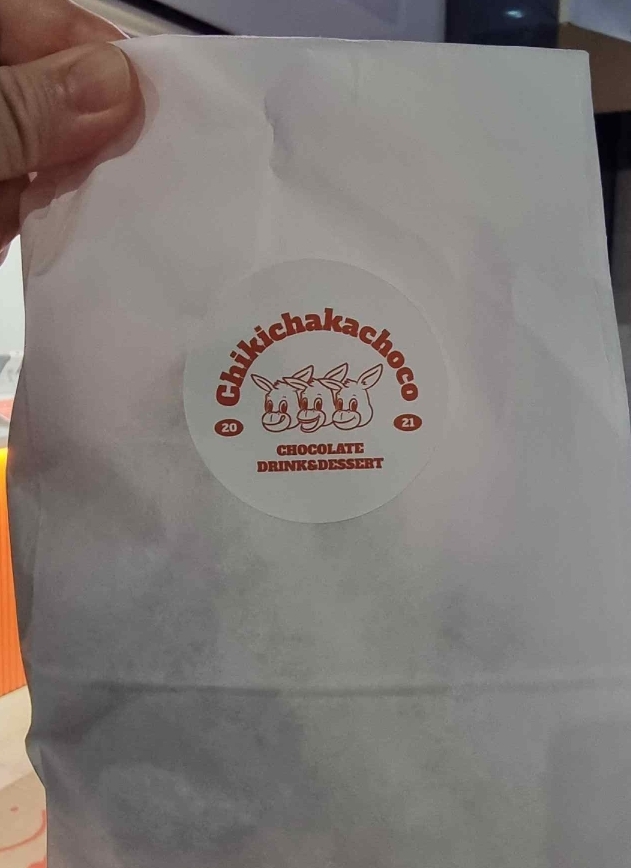 Chikichakachoco
20
21
CHOCOLATE
DRINK&DESSERT